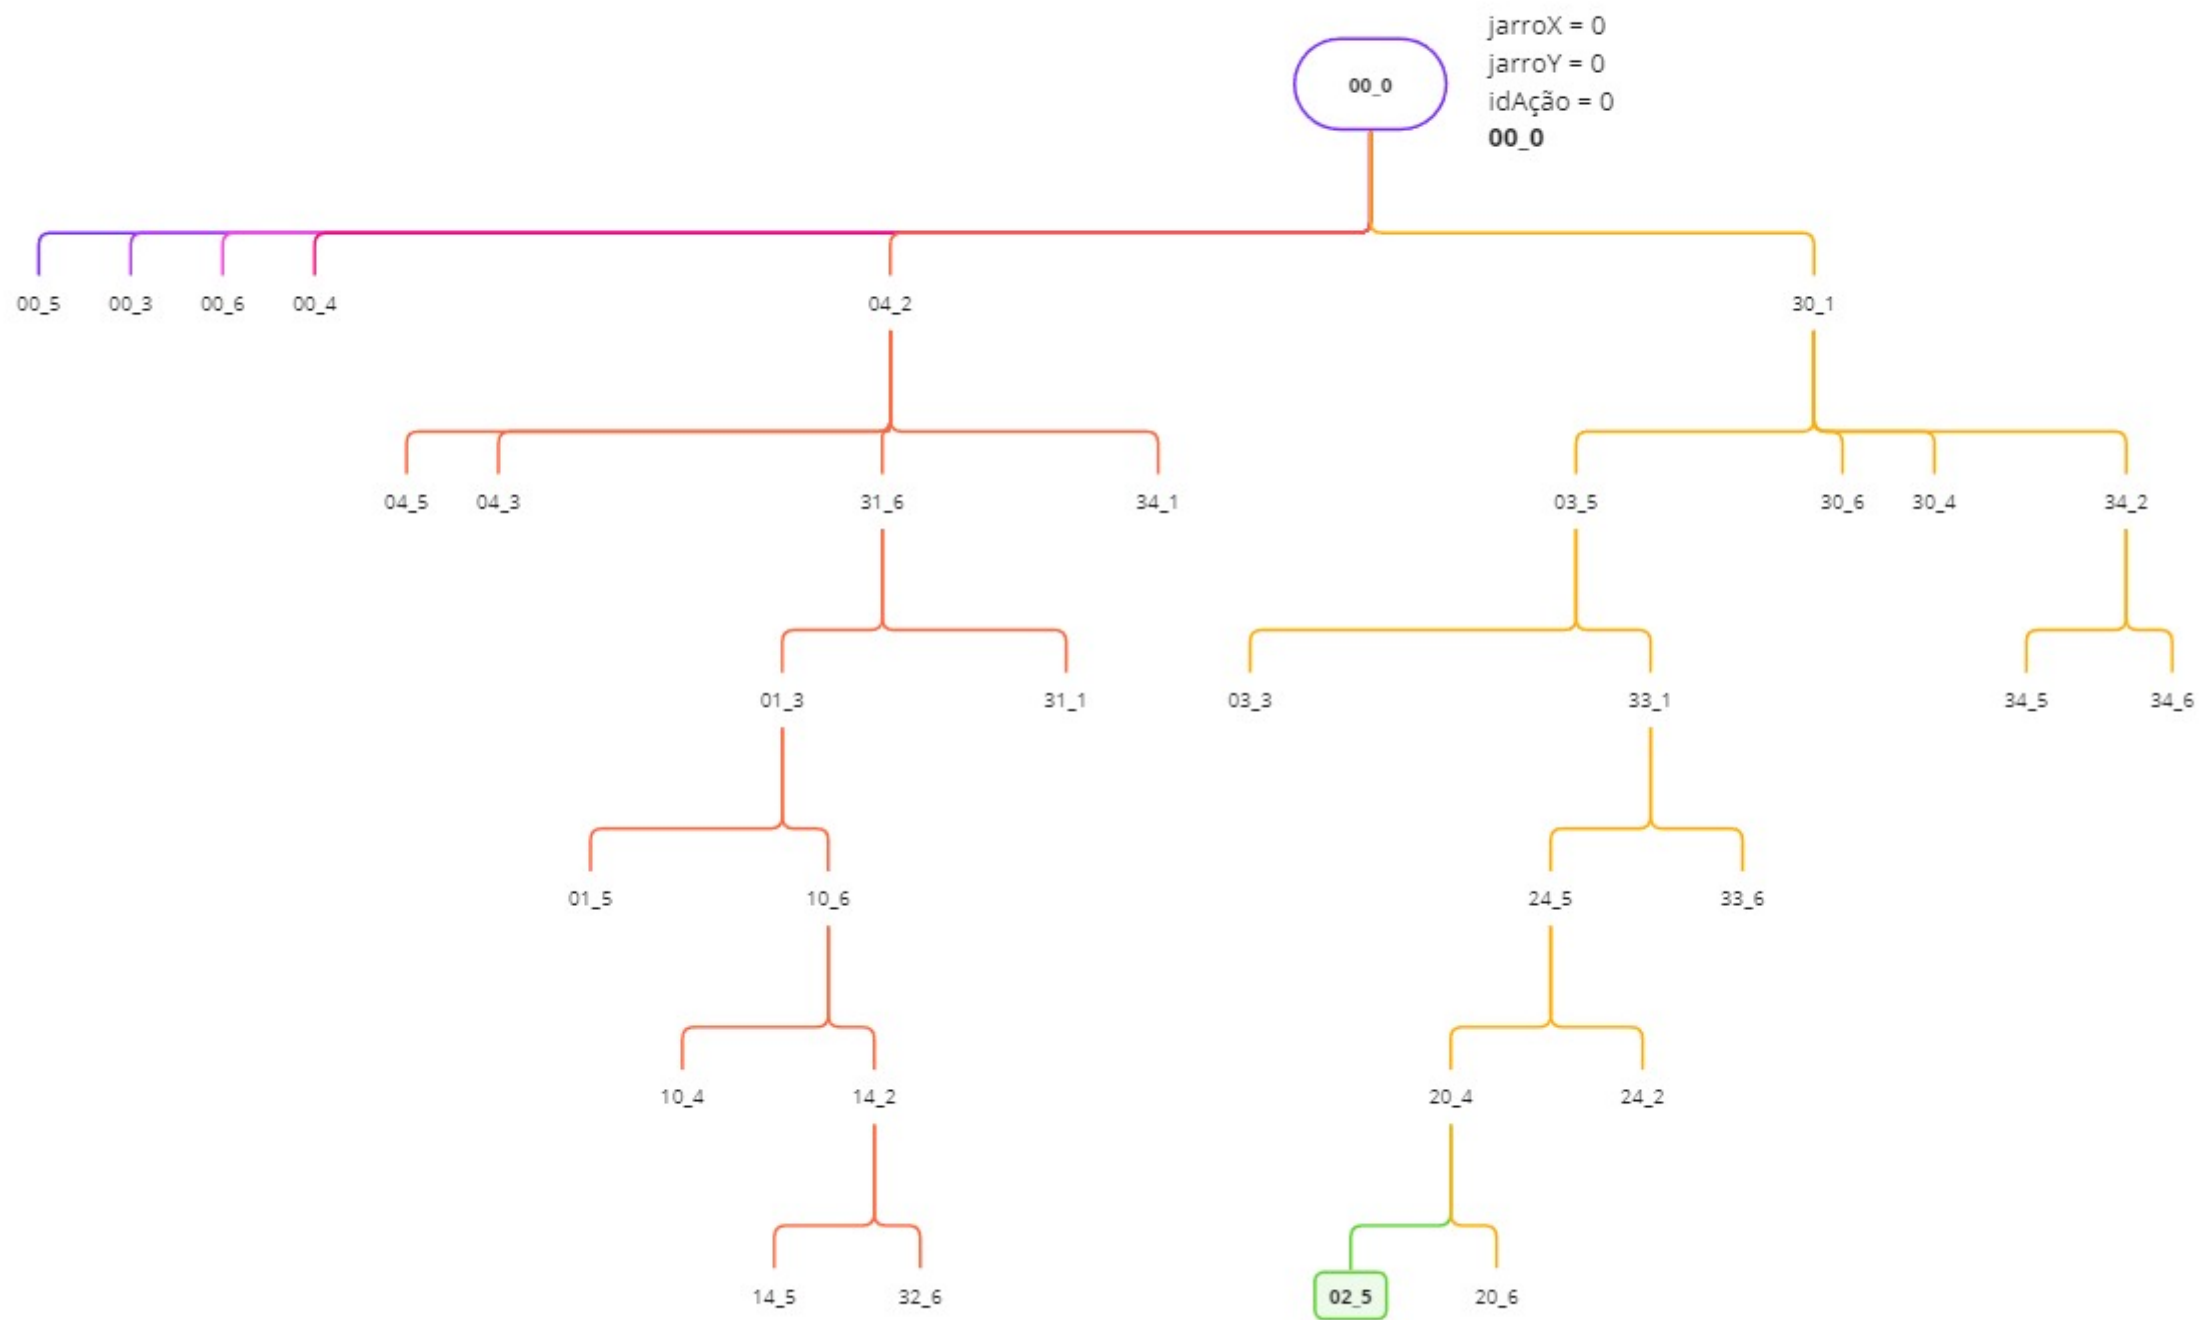 jarroX = 0
jarroY = 0
idAção = 0
00_0
00_0
00_5 00_3 00_6 00_4 04_2 30_1
04_5 04_3 31_6 34_1 03_5 30_6 30_4 34_2
01_3 31_1 03_3 33_1 34_5 34_6
01_5 10_6 24_5 33_6
10_4 14_2 20_4 24_2
14_5 32_6 02_5 20_6